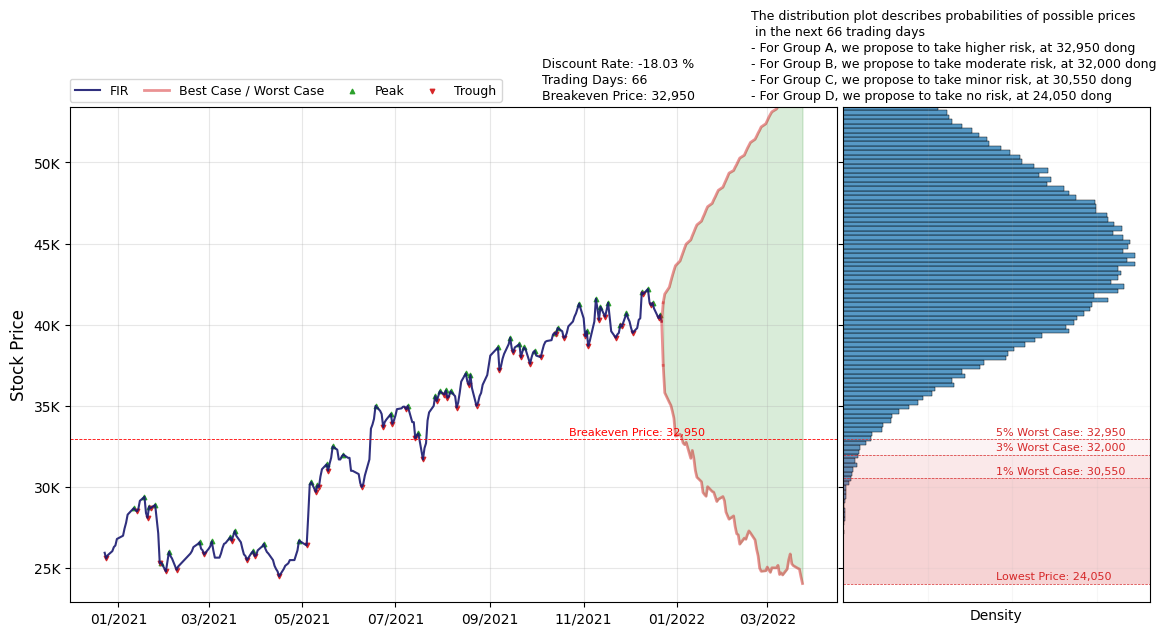 The distribution plot describes probabilities of possible prices
in the next 66 trading days
- For Group A, we propose to take higher risk, at 32,950 dong
- For Group B, we propose to take moderate risk, at 32,000 dong
- For Group C, we propose to take minor risk, at 30,550 dong
- For Group D, we propose to take no risk, at 24,050 dong
Discount Rate: -18.03 %
Trading Days: 66
Breakeven Price: 32,950
FIR
Best Case / Worst Case
Peak
Trough
Stock Price
50K
45K
40K
35K
30K
25K
Breakeven Price: 32,950
5% Worst Case: 32,950
3% Worst Case: 32,000
1% Worst Case: 30,550
Lowest Price: 24,050
01/2021
03/2021
05/2021
07/2021
09/2021
11/2021
01/2022
03/2022
Density